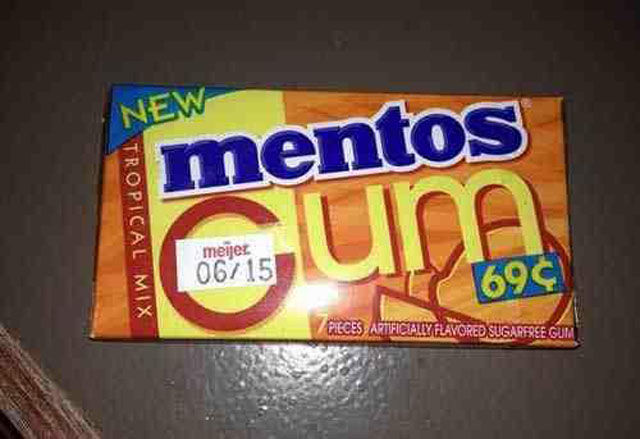 NEW
mentos
TROPICAL MIX
Gum
meijer
06/15
69¢
7 PIECES ARTIFICIALLY FLAVORED SUGARFREE GUM